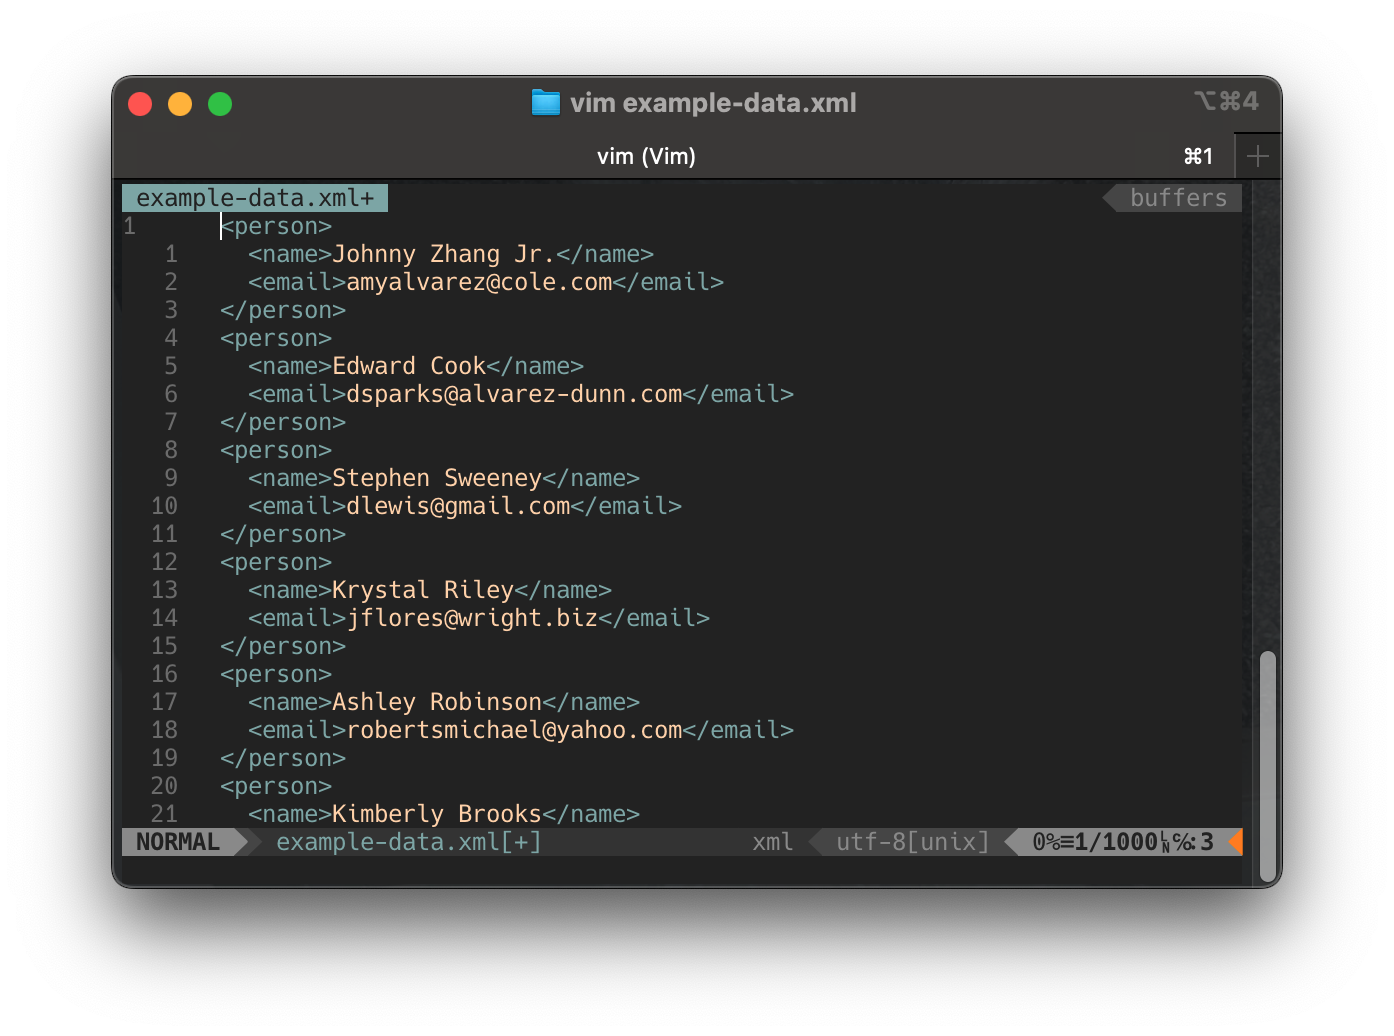 vim example-data.xml ⌥⌘4
vim (Vim) ⌘1 +
example-data.xml+ buffers
1 <person>
1 <name>Johnny Zhang Jr.</name>
2 <email>amyalvarez@cole.com</email>
3 </person>
4 <person>
5 <name>Edward Cook</name>
6 <email>dsparks@alvarez-dunn.com</email>
7 </person>
8 <person>
9 <name>Stephen Sweeney</name>
10 <email>dlewis@gmail.com</email>
11 </person>
12 <person>
13 <name>Krystal Riley</name>
14 <email>jflores@wright.biz</email>
15 </person>
16 <person>
17 <name>Ashley Robinson</name>
18 <email>robertsmichael@yahoo.com</email>
19 </person>
20 <person>
21 <name>Kimberly Brooks</name>
NORMAL example-data.xml[+] xml utf-8[unix] 0%≡1/1000㏑℅:3